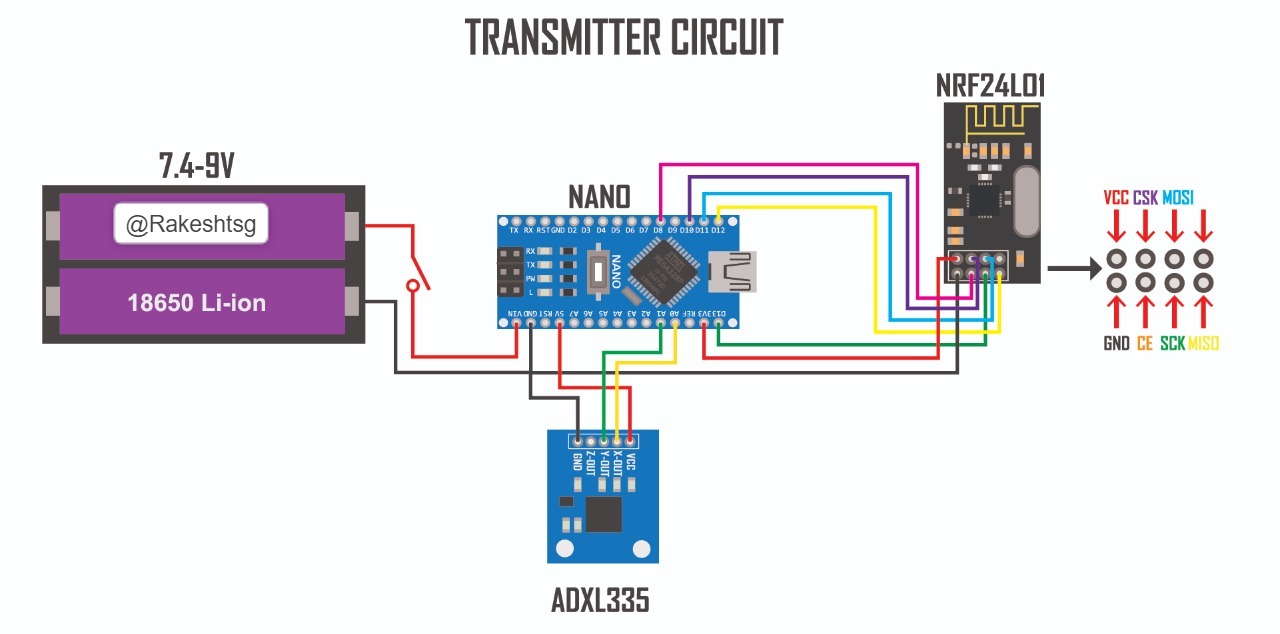 TRANSMITTER CIRCUIT
NRF24L01
7.4-9V
@Rakeshtsg
18650 Li-ion
NANO
TX RX RST GND D2 D3 D4 D5 D6 D7 D8 D9 D10 D11 D12
RX
TX
PW
L
NANO
VIN GND RST 5V A7 A6 A5 A4 A3 A2 A1 A0 REF 3V3 D13
VCC CSK MOSI
GND CE SCK MISO
GND Z-OUT Y-OUT X-OUT VCC
ADXL335